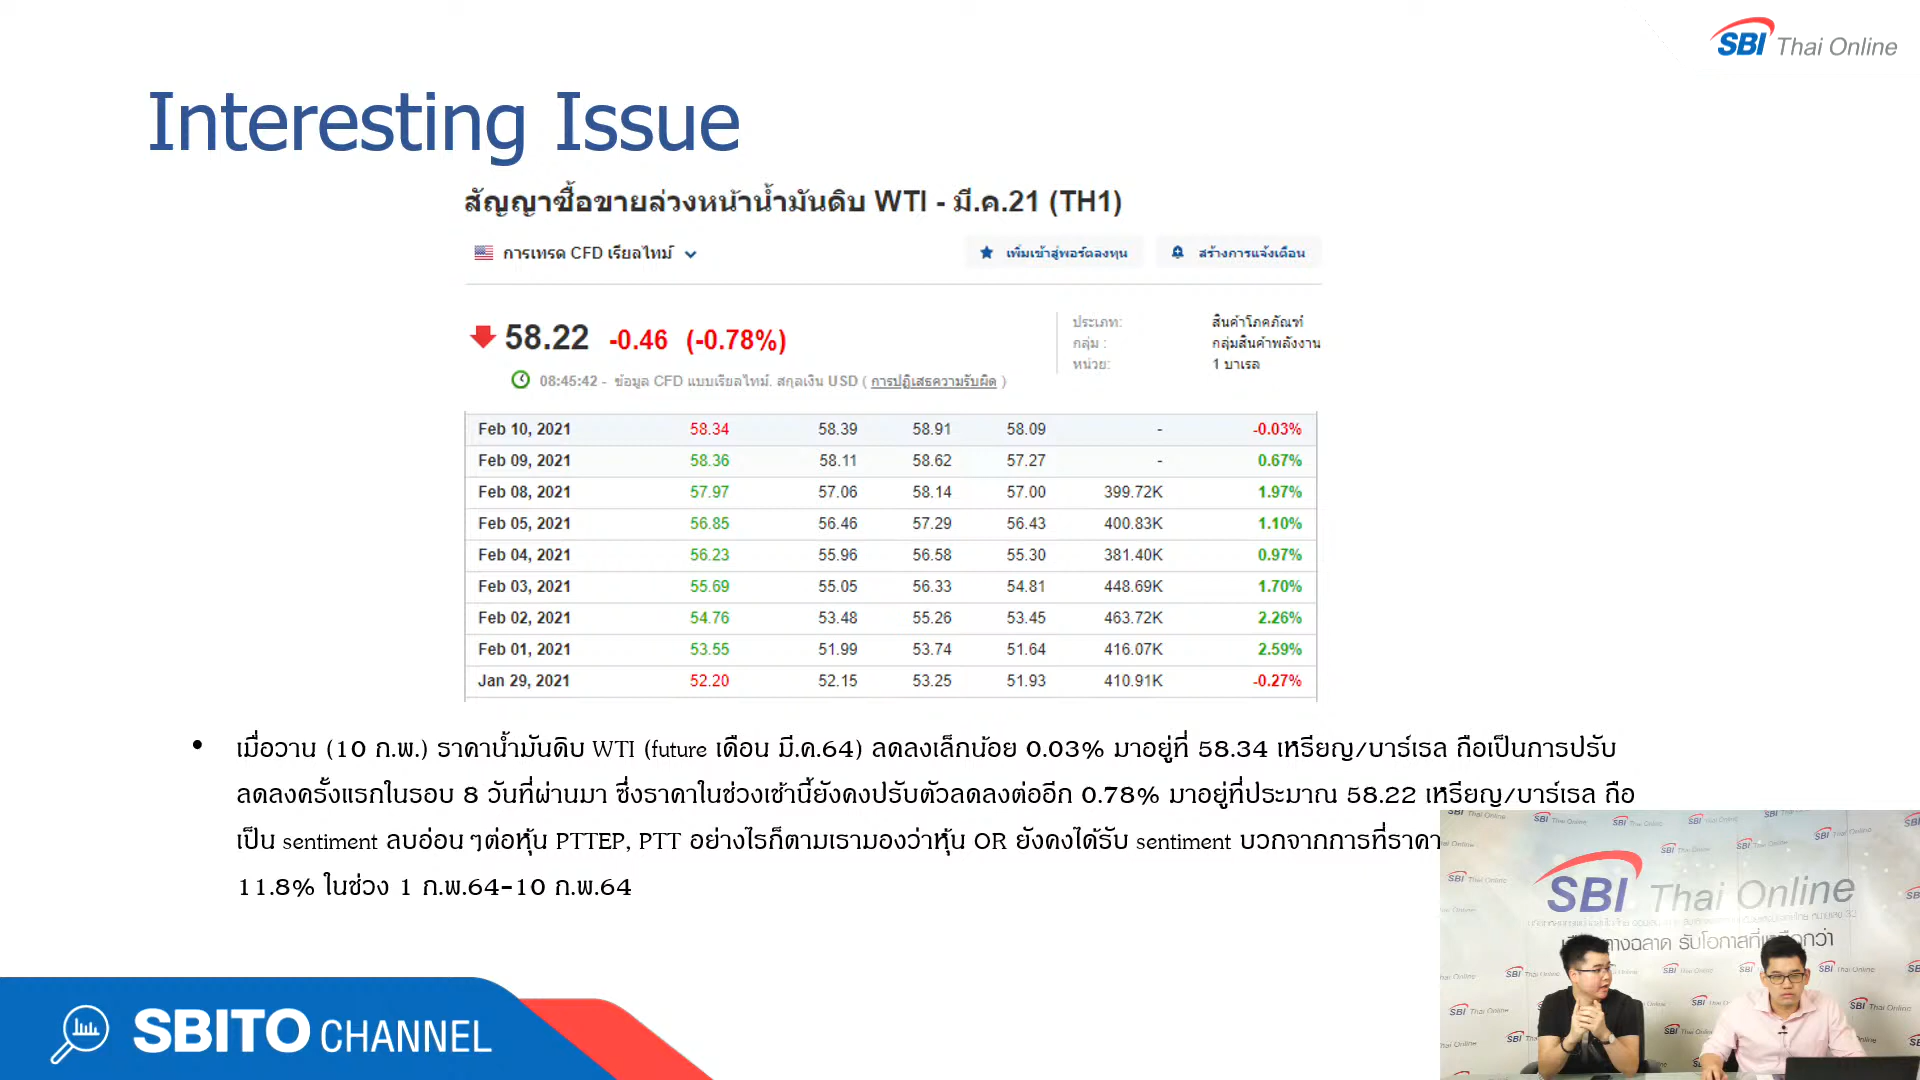 SBI Thai Online
Interesting Issue
สัญญาซื้อขายล่วงหน้าน้ำมันดิบ WTI - มี.ค.21 (TH1)
การเทรด CFD เรียลไทม์
เพิ่มเข้าสู่พอร์ตลงทุน
สร้างการแจ้งเตือน
58.22 -0.46 (-0.78%)
08:45:42 - ข้อมูล CFD แบบเรียลไทม์. สกุลเงิน USD ( การปฏิเสธความรับผิด )
ประเภท: สินค้าโภคภัณฑ์
กลุ่ม : กลุ่มสินค้าพลังงาน
หน่วย: 1 บาเรล
Feb 10, 2021 58.34 58.39 58.91 58.09 - -0.03%
Feb 09, 2021 58.36 58.11 58.62 57.27 - 0.67%
Feb 08, 2021 57.97 57.06 58.14 57.00 399.72K 1.97%
Feb 05, 2021 56.85 56.46 57.29 56.43 400.83K 1.10%
Feb 04, 2021 56.23 55.96 56.58 55.30 381.40K 0.97%
Feb 03, 2021 55.69 55.05 56.33 54.81 448.69K 1.70%
Feb 02, 2021 54.76 53.48 55.26 53.45 463.72K 2.26%
Feb 01, 2021 53.55 51.99 53.74 51.64 416.07K 2.59%
Jan 29, 2021 52.20 52.15 53.25 51.93 410.91K -0.27%
• เมื่อวาน (10 ก.พ.) ราคาน้ำมันดิบ WTI (future เดือน มี.ค.64) ลดลงเล็กน้อย 0.03% มาอยู่ที่ 58.34 เหรียญ/บาร์เรล ถือเป็นการปรับ
ลดลงครั้งแรกในรอบ 8 วันที่ผ่านมา ซึ่งราคาในช่วงเช้านี้ยังคงปรับตัวลดลงต่ออีก 0.78% มาอยู่ที่ประมาณ 58.22 เหรียญ/บาร์เรล ถือ
เป็น sentiment ลบอ่อนๆต่อหุ้น PTTEP, PTT อย่างไรก็ตามเรามองว่าหุ้น OR ยังคงได้รับ sentiment บวกจากการที่ราคา
11.8% ในช่วง 1 ก.พ.64-10 ก.พ.64
SBI Thai Online
SBITO CHANNEL